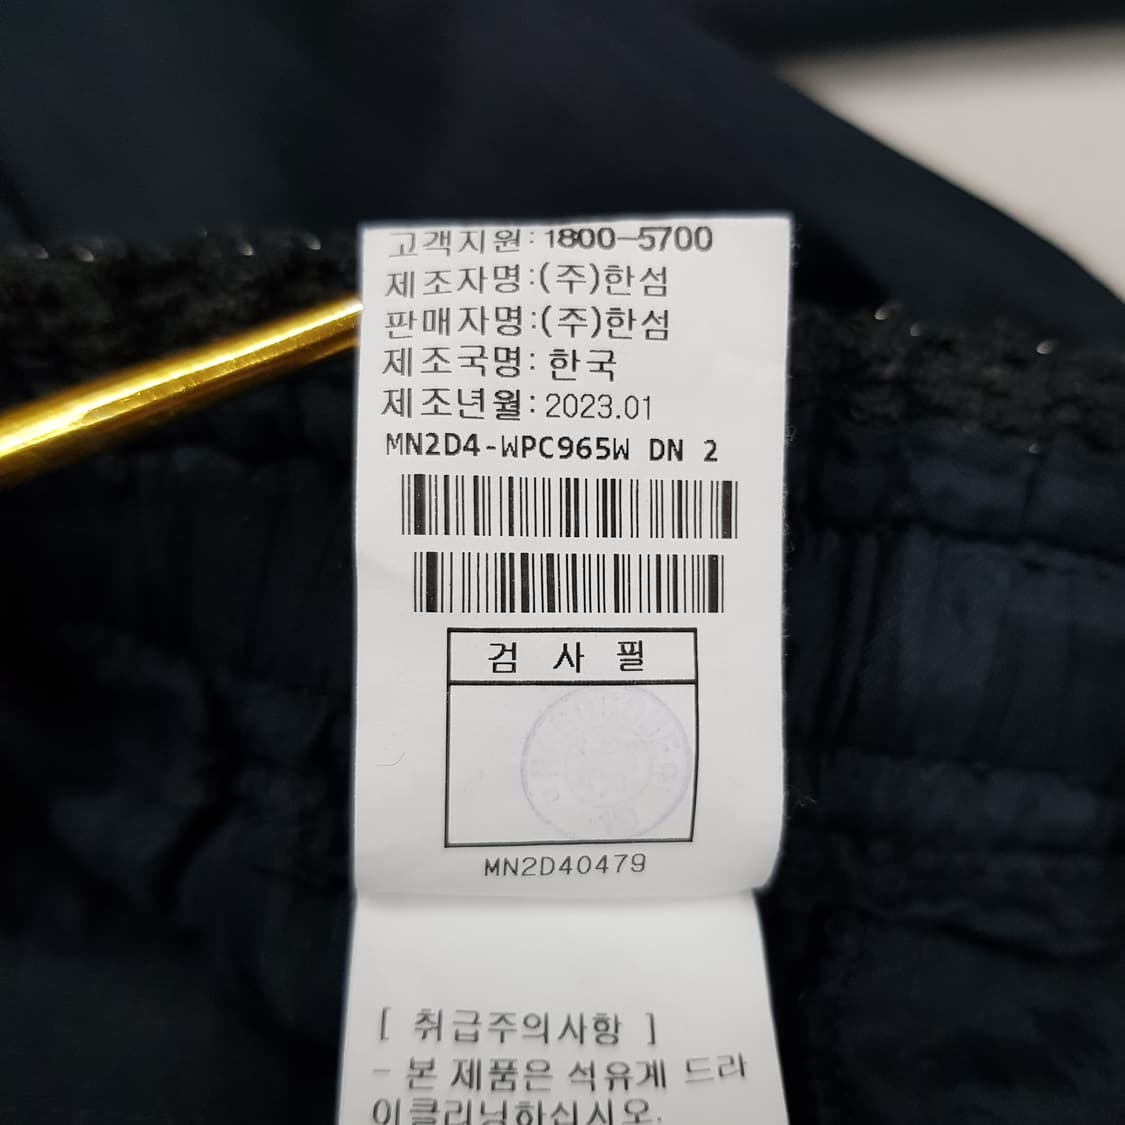 고객지원: 1800-5700
제조자명:(주)한섬
판매자명:(주)한섬
제조국명: 한국
제조년월: 2023.01
MN2D4-WPC965W DN 2
검 사 필
MN2D40479
[ 취급주의사항 ]
- 본 제품은 석유계 드라
이클리닝하십시오.